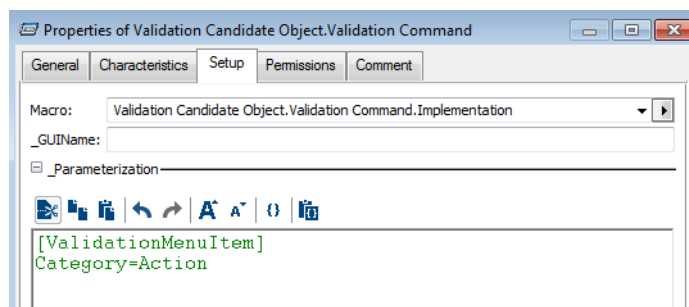 Properties of Validation Candidate Object.Validation Command
General Characteristics Setup Permissions Comment
Macro: Validation Candidate Object.Validation Command.Implementation
_GUIName:
_Parameterization
A A {} {}
[ValidationMenuItem]
Category=Action